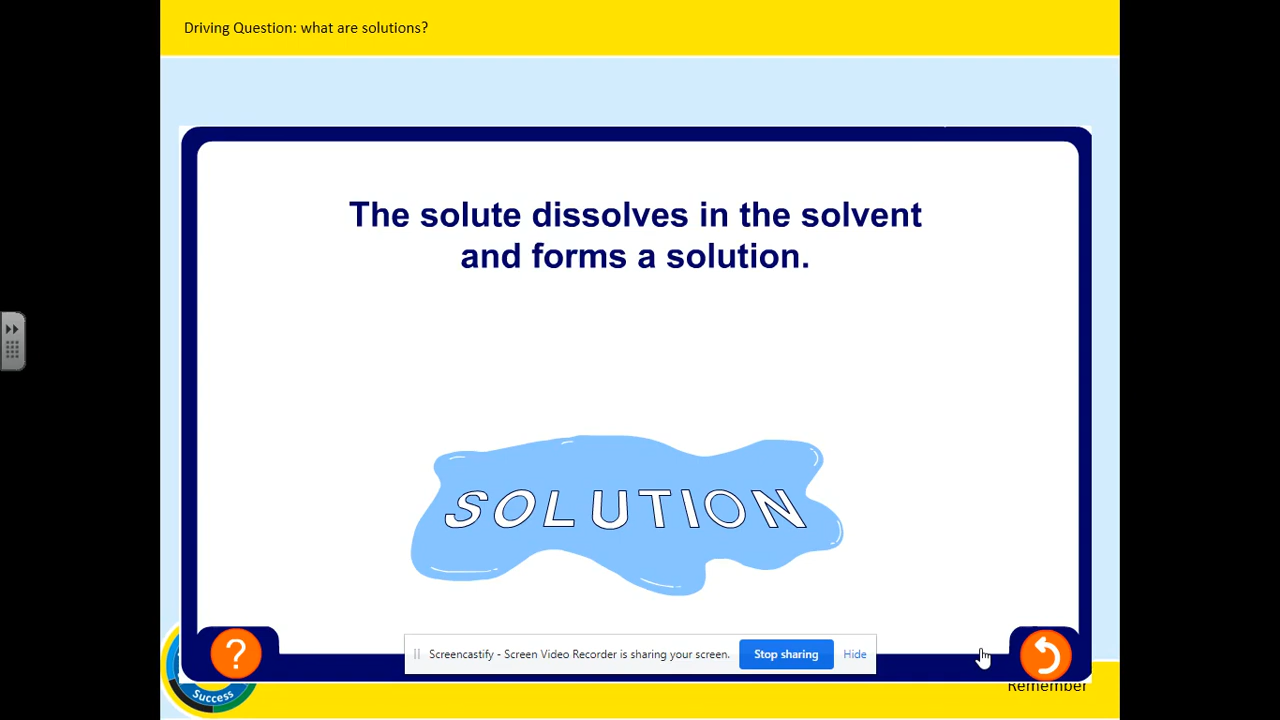 Driving Question: what are solutions?
The solute dissolves in the solvent
and forms a solution.
SOLUTION
?
Screencastify - Screen Video Recorder is sharing your screen.
Stop sharing
Hide
Success
Remember